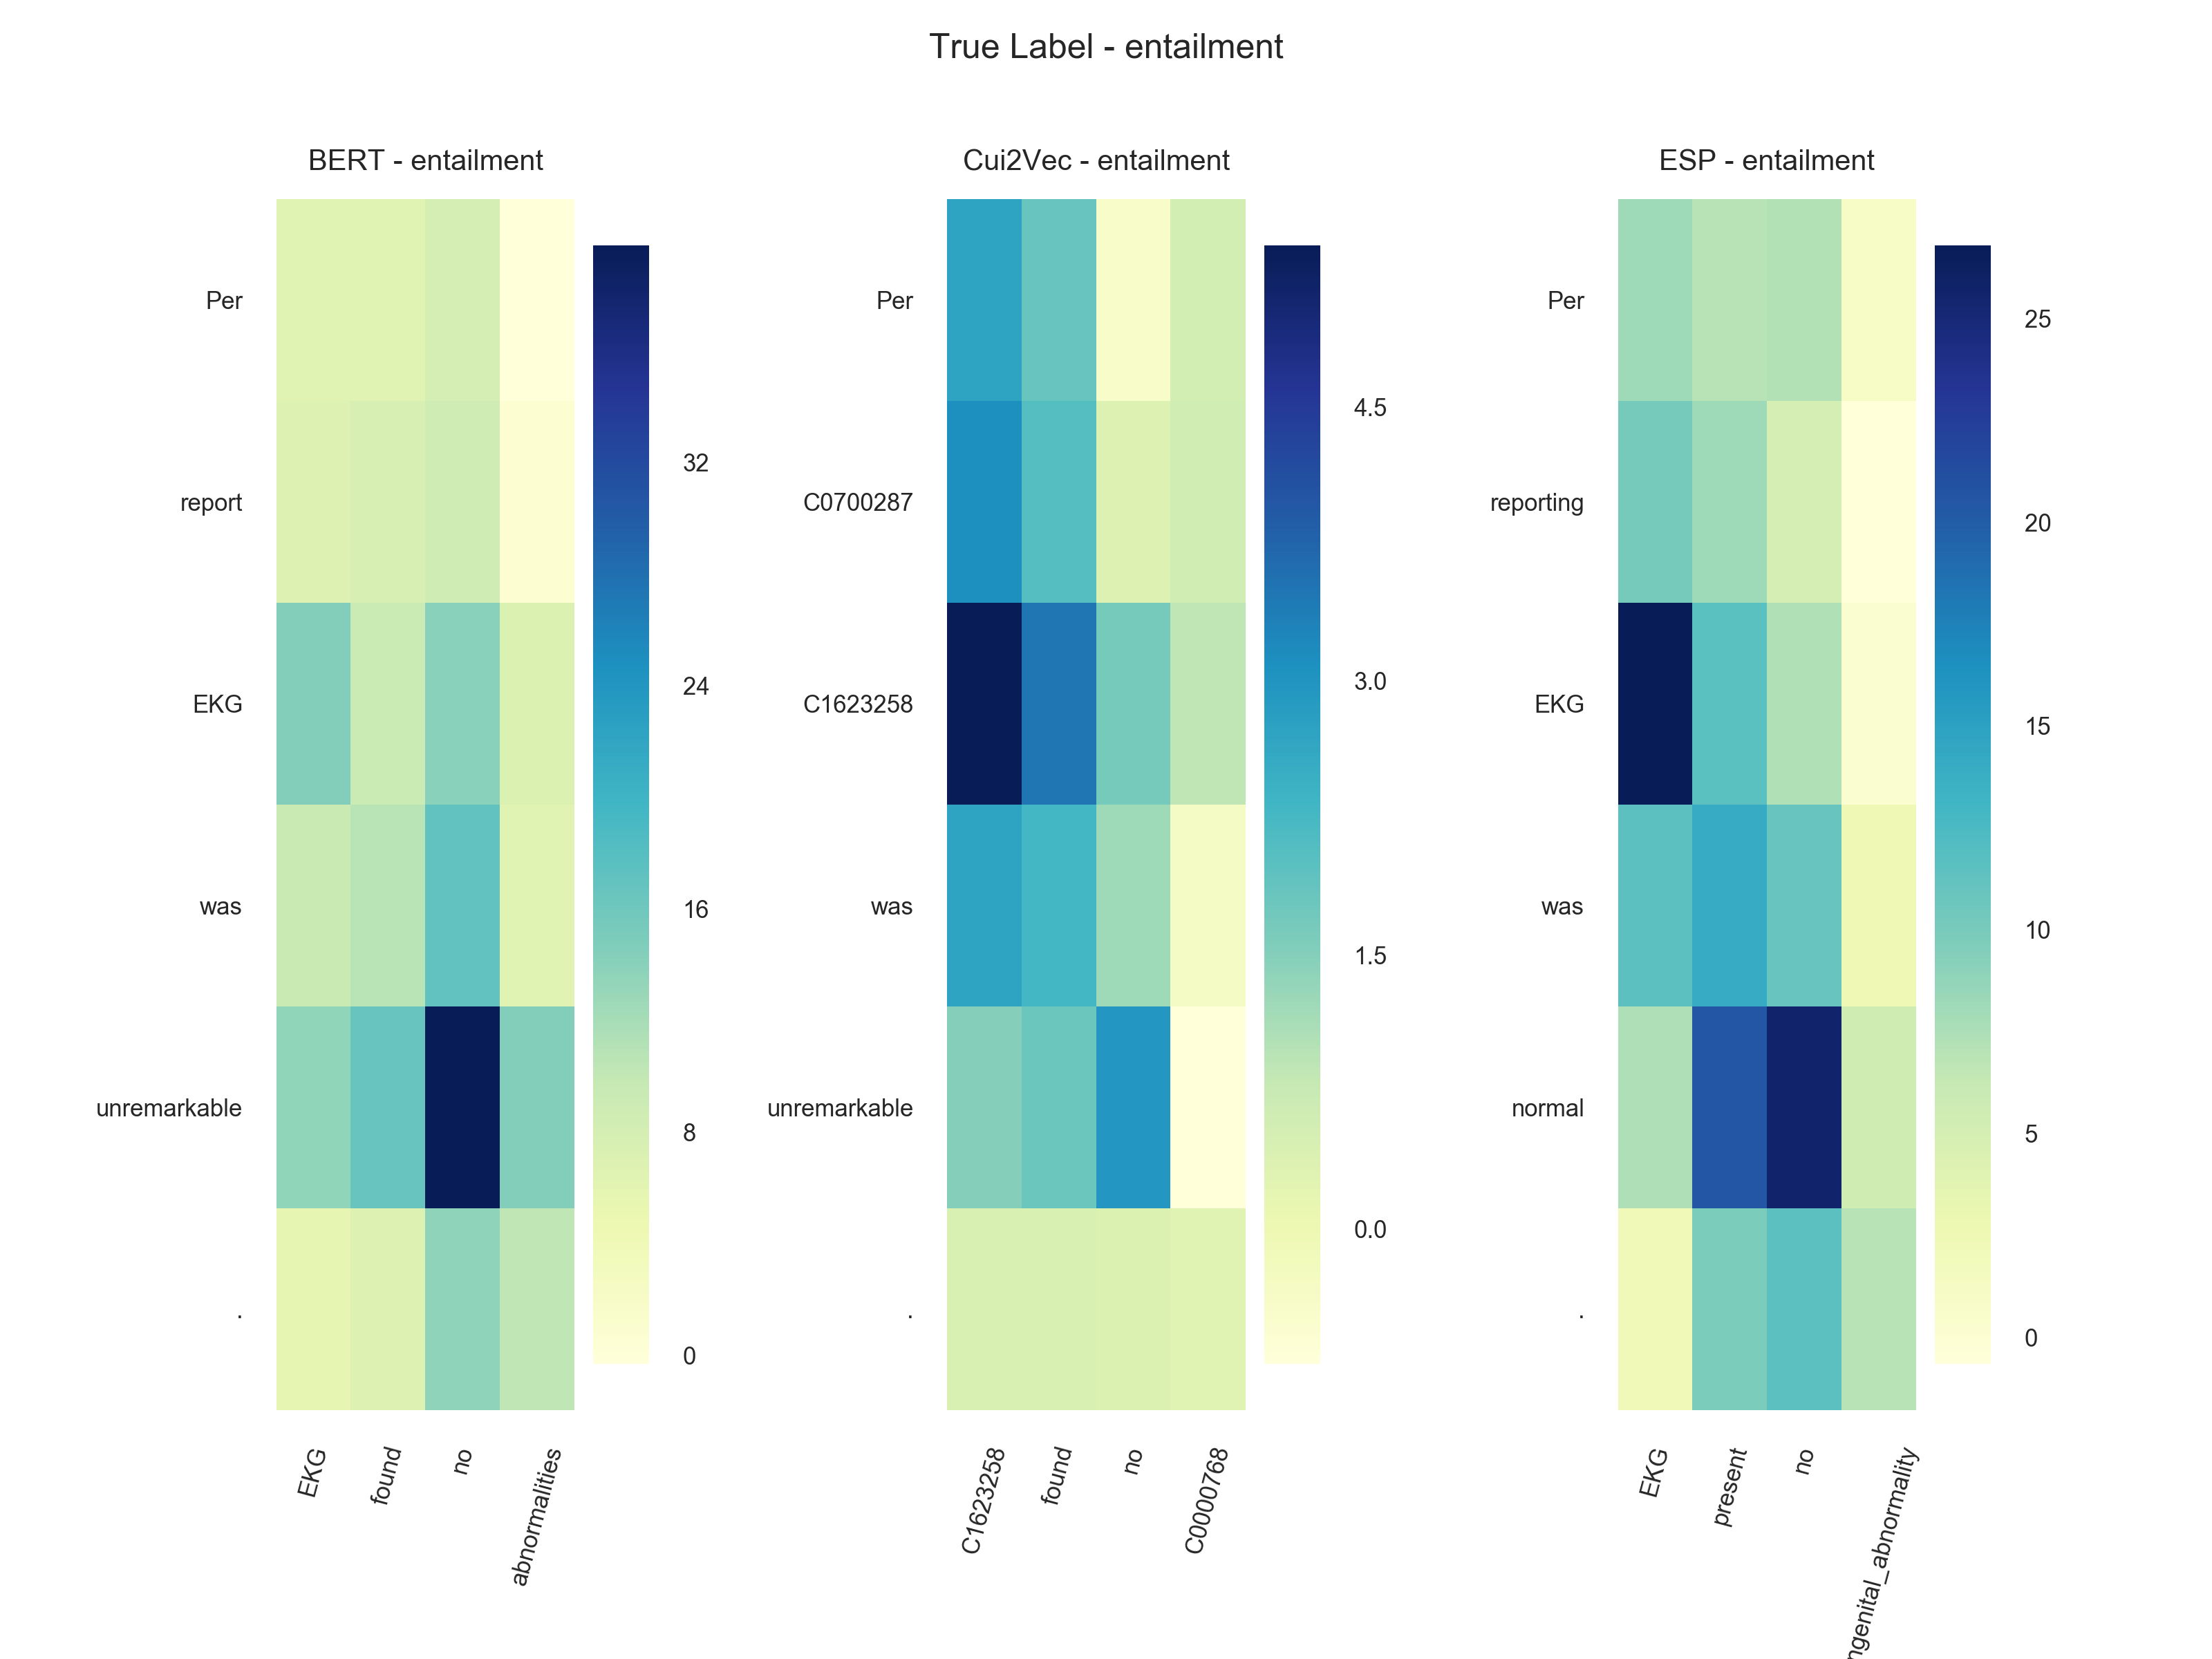 True Label - entailment
BERT - entailment
Per
report
EKG
was
unremarkable
.
EKG
found
no
abnormalities
32
24
16
8
0
Cui2Vec - entailment
Per
C0700287
C1623258
was
unremarkable
.
C1623258
found
no
C0000768
4.5
3.0
1.5
0.0
ESP - entailment
Per
reporting
EKG
was
normal
.
EKG
present
no
ngenital_abnormality
25
20
15
10
5
0